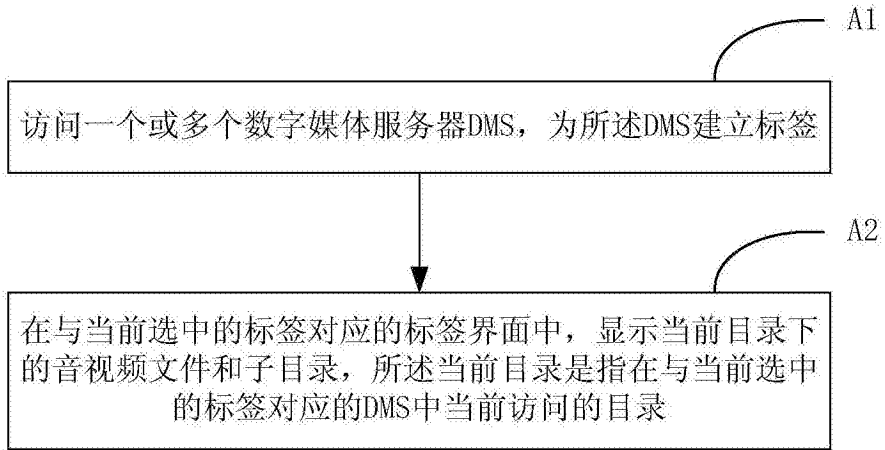 A1
访问一个或多个数字媒体服务器DMS，为所述DMS建立标签
A2
在与当前选中的标签对应的标签界面中，显示当前目录下
的音视频文件和子目录，所述当前目录是指在与当前选中
的标签对应的DMS中当前访问的目录